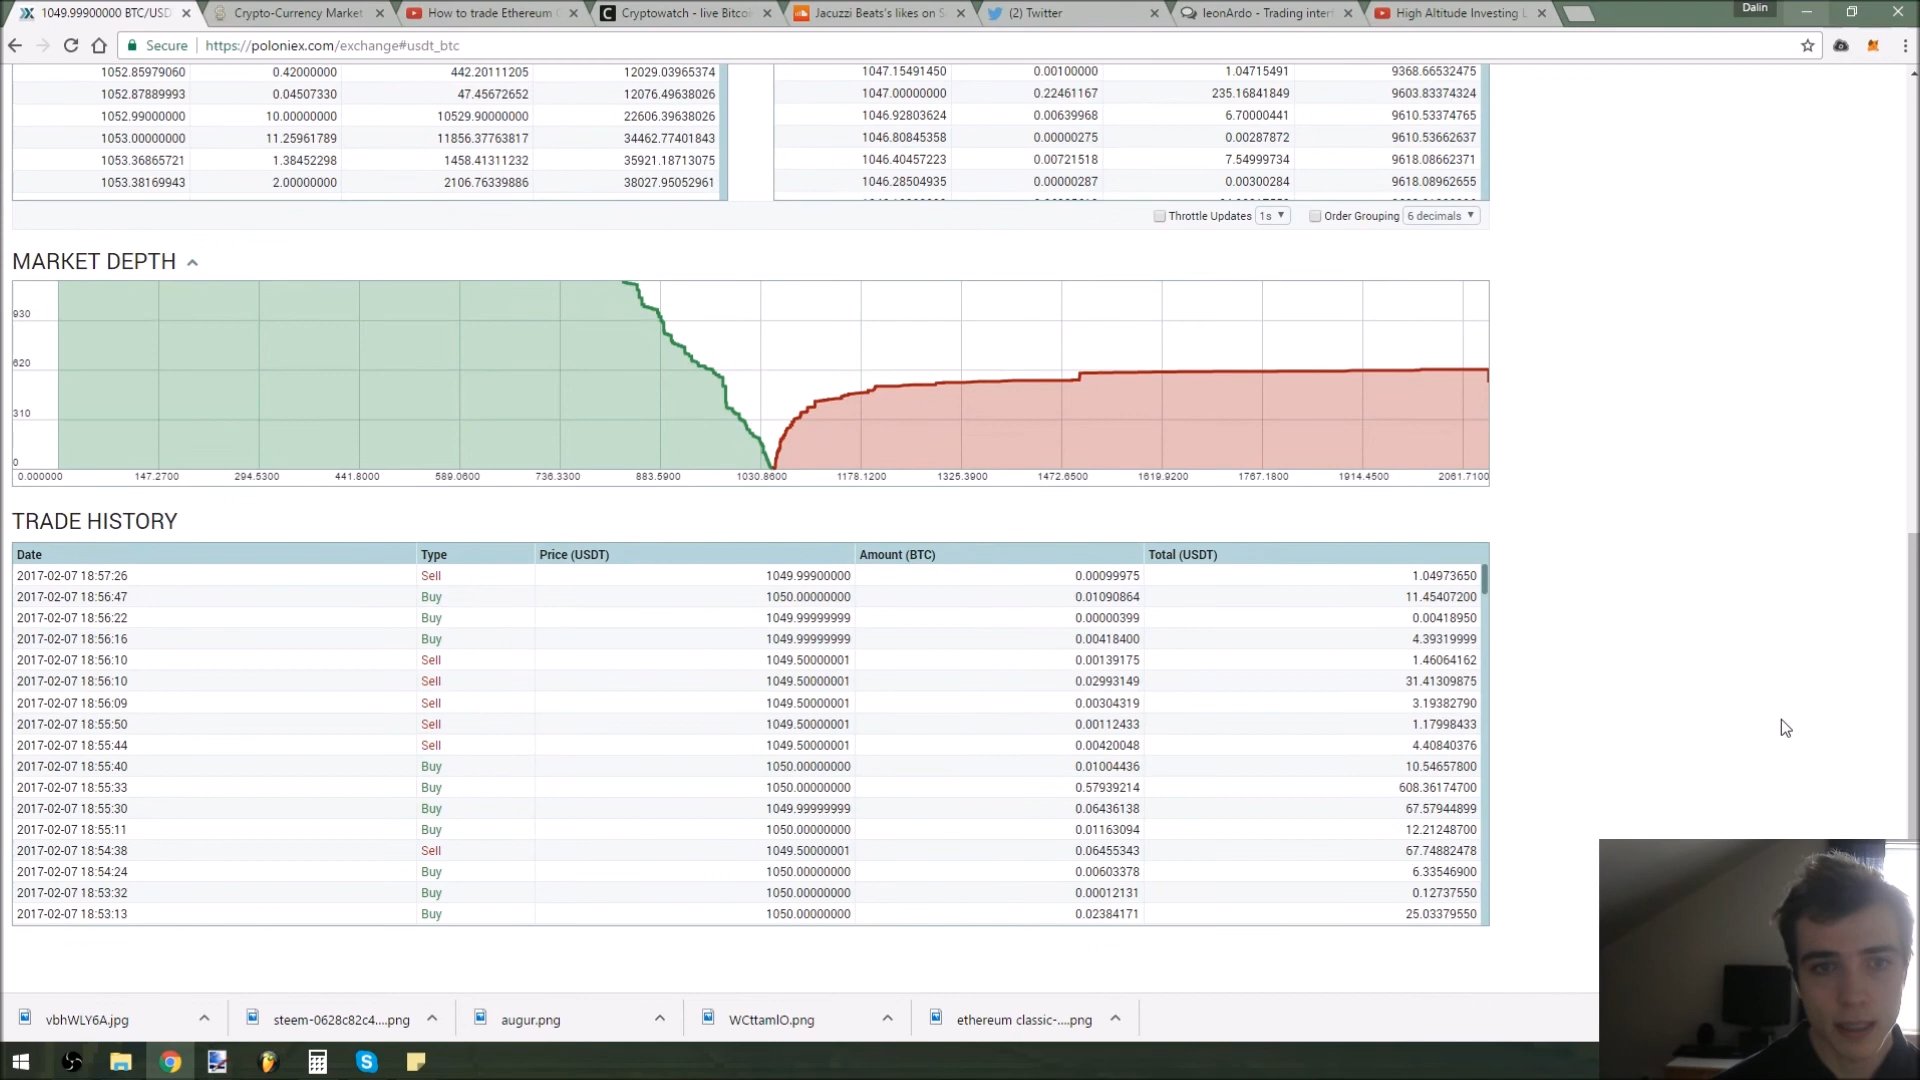 1049.99900000 BTC/USD
Crypto-Currency Market
How to trade Ethereum C
Cryptowatch - live Bitcoi
Jacuzzi Beats's likes on S
(2) Twitter
leonArdo - Trading inter
High Altitude Investing L
Dalin
Secure
https://poloniex.com/exchange#usdt_btc
1052.85979060 0.42000000 442.20111205 12029.03965374
1052.87889993 0.04507330 47.45672652 12076.49638026
1052.99000000 10.00000000 10529.90000000 22606.39638026
1053.00000000 11.25961789 11856.37763817 34462.77401843
1053.36865721 1.38452298 1458.41311232 35921.18713075
1053.38169943 2.00000000 2106.76339886 38027.95052961
1047.15491450 0.00100000 1.04715491 9368.66532475
1047.00000000 0.22461167 235.16841849 9603.83374324
1046.92803624 0.00639968 6.70000441 9610.53374765
1046.80845358 0.00000275 0.00287872 9610.53662637
1046.40457223 0.00721518 7.54999734 9618.08662371
1046.28504935 0.00000287 0.00300284 9618.08962655
Throttle Updates 1s
Order Grouping 6 decimals
MARKET DEPTH
930
620
310
0
0.000000 147.2700 294.5300 441.8000 589.0600 736.3300 883.5900 1030.8600 1178.1200 1325.3900 1472.6500 1619.9200 1767.1800 1914.4500 2061.7100
TRADE HISTORY
Date Type Price (USDT) Amount (BTC) Total (USDT)
2017-02-07 18:57:26 Sell 1049.99900000 0.00099975 1.04973650
2017-02-07 18:56:47 Buy 1050.00000000 0.01090864 11.45407200
2017-02-07 18:56:22 Buy 1049.99999999 0.00000399 0.00418950
2017-02-07 18:56:16 Buy 1049.99999999 0.00418400 4.39319999
2017-02-07 18:56:10 Sell 1049.50000001 0.00139175 1.46064162
2017-02-07 18:56:10 Sell 1049.50000001 0.02993149 31.41309875
2017-02-07 18:56:09 Sell 1049.50000001 0.00304319 3.19382790
2017-02-07 18:55:50 Sell 1049.50000001 0.00112433 1.17998433
2017-02-07 18:55:44 Sell 1049.50000001 0.00420048 4.40840376
2017-02-07 18:55:40 Buy 1050.00000000 0.01004436 10.54657800
2017-02-07 18:55:33 Buy 1050.00000000 0.57939214 608.36174700
2017-02-07 18:55:30 Buy 1049.99999999 0.06436138 67.57944899
2017-02-07 18:55:11 Buy 1050.00000000 0.01163094 12.21248700
2017-02-07 18:54:38 Sell 1049.50000001 0.06455343 67.74882478
2017-02-07 18:54:24 Buy 1050.00000000 0.00603378 6.33546900
2017-02-07 18:53:32 Buy 1050.00000000 0.00012131 0.12737550
2017-02-07 18:53:13 Buy 1050.00000000 0.02384171 25.03379550
vbhWLY6A.jpg
steem-0628c82c4....png
augur.png
WCttamlO.png
ethereum classic-....png